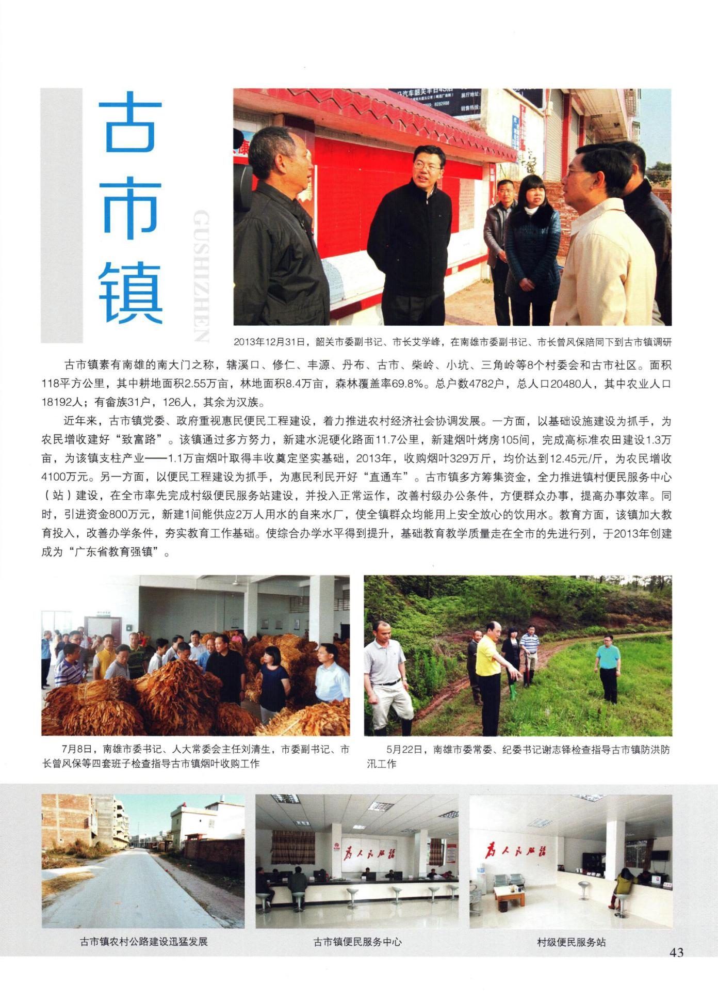 古市镇
GUSHIZHEN
康
汽车韶关丰日4S店
展厅地址：
销售热线：
8282988
2013年12月31日，韶关市委副书记、市长艾学峰，在南雄市委副书记、市长曾风保陪同下到古市镇调研
古市镇素有南雄的南大门之称，辖溪口、修仁、丰源、丹布、古市、柴岭、小坑、三角岭等8个村委会和古市社区。面积
118平方公里，其中耕地面积2.55万亩，林地面积8.4万亩，森林覆盖率69.8%。总户数4782户，总人口20480人，其中农业人口
18192人；有畲族31户，126人，其余为汉族。
近年来，古市镇党委、政府重视惠民便民工程建设，着力推进农村经济社会协调发展。一方面，以基础设施建设为抓手，为
农民增收建好“致富路”。该镇通过多方努力，新建水泥硬化路面11.7公里，新建烟叶烤房105间，完成高标准农田建设1.3万
亩，为该镇支柱产业——1.1万亩烟叶取得丰收奠定坚实基础，2013年，收购烟叶329万斤，均价达到12.45元/斤，为农民增收
4100万元。另一方面，以便民工程建设为抓手，为惠民利民开好“直通车”。古市镇多方筹集资金，全力推进镇村便民服务中心
（站）建设，在全市率先完成村级便民服务站建设，并投入正常运作，改善村级办公条件，方便群众办事，提高办事效率。同
时，引进资金800万元，新建1间能供应2万人用水的自来水厂，使全镇群众均能用上安全放心的饮用水。教育方面，该镇加大教
育投入，改善办学条件，夯实教育工作基础。使综合办学水平得到提升，基础教育教学质量走在全市的先进行列，于2013年创建
成为“广东省教育强镇”。
7月8日，南雄市委书记、人大常委会主任刘清生，市委副书记、市
长曾风保等四套班子检查指导古市镇烟叶收购工作
5月22日，南雄市委常委、纪委书记谢志铎检查指导古市镇防洪防
汛工作
为人民服务
为人民服务
古市镇农村公路建设迅猛发展
古市镇便民服务中心
村级便民服务站
43